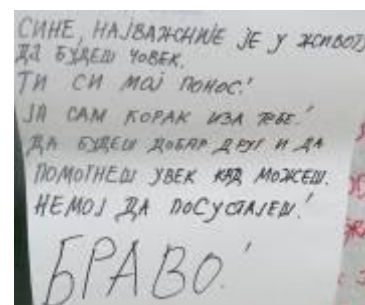 СИНЕ, НАЈВАЖНИЈЕ ЈЕ У ЖИВОТУ
ДА БУДЕШ ЧОВЕК.
ТИ СИ МОЈ ПОНОС!
ЈА САМ КОРАК ИЗА ТЕБЕ!
ДА БУДЕШ ДОБАР ДРУГ И ДА
ПОМОГНЕШ УВЕК КАД МОЖЕШ.
НЕМОЈ ДА ПОСУСТАЈЕШ!
БРАВО!